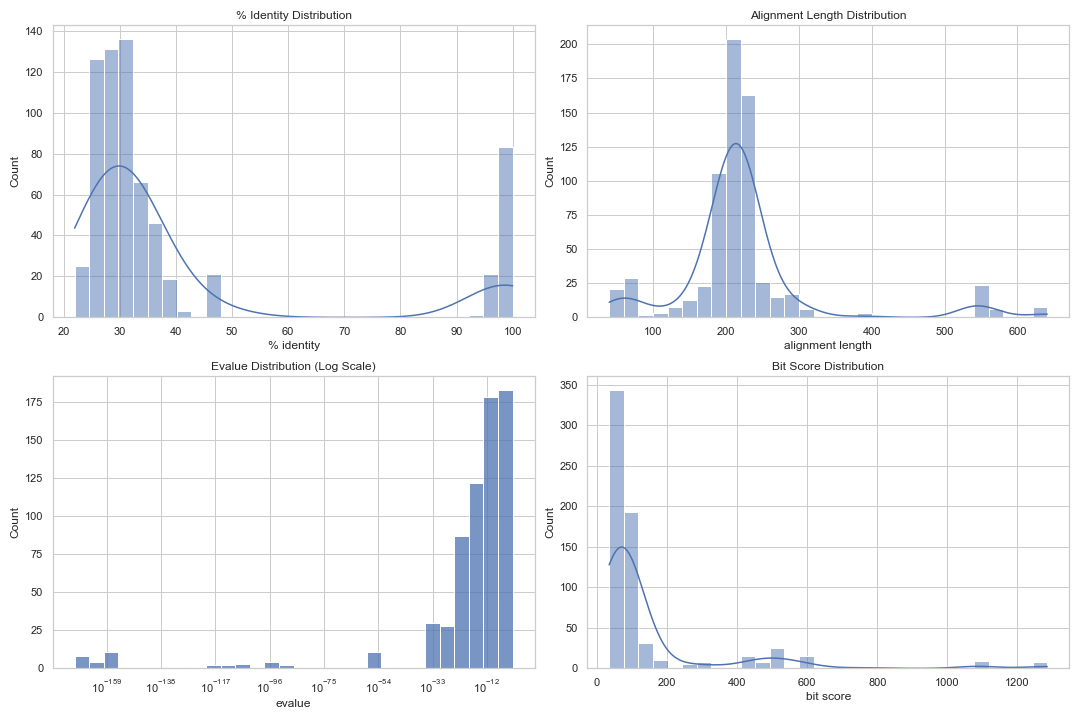 % Identity Distribution
140
120
100
80
60
40
20
0
Count
20 30 40 50 60 70 80 90 100
% identity
Alignment Length Distribution
200
175
150
125
100
75
50
25
0
Count
100 200 300 400 500 600
alignment length
Evalue Distribution (Log Scale)
175
150
125
100
75
50
25
0
Count
10⁻¹⁵⁹ 10⁻¹³⁵ 10⁻¹¹⁷ 10⁻⁹⁶ 10⁻⁷⁵ 10⁻⁵⁴ 10⁻³³ 10⁻¹²
evalue
Bit Score Distribution
350
300
250
200
150
100
50
0
Count
0 200 400 600 800 1000 1200
bit score